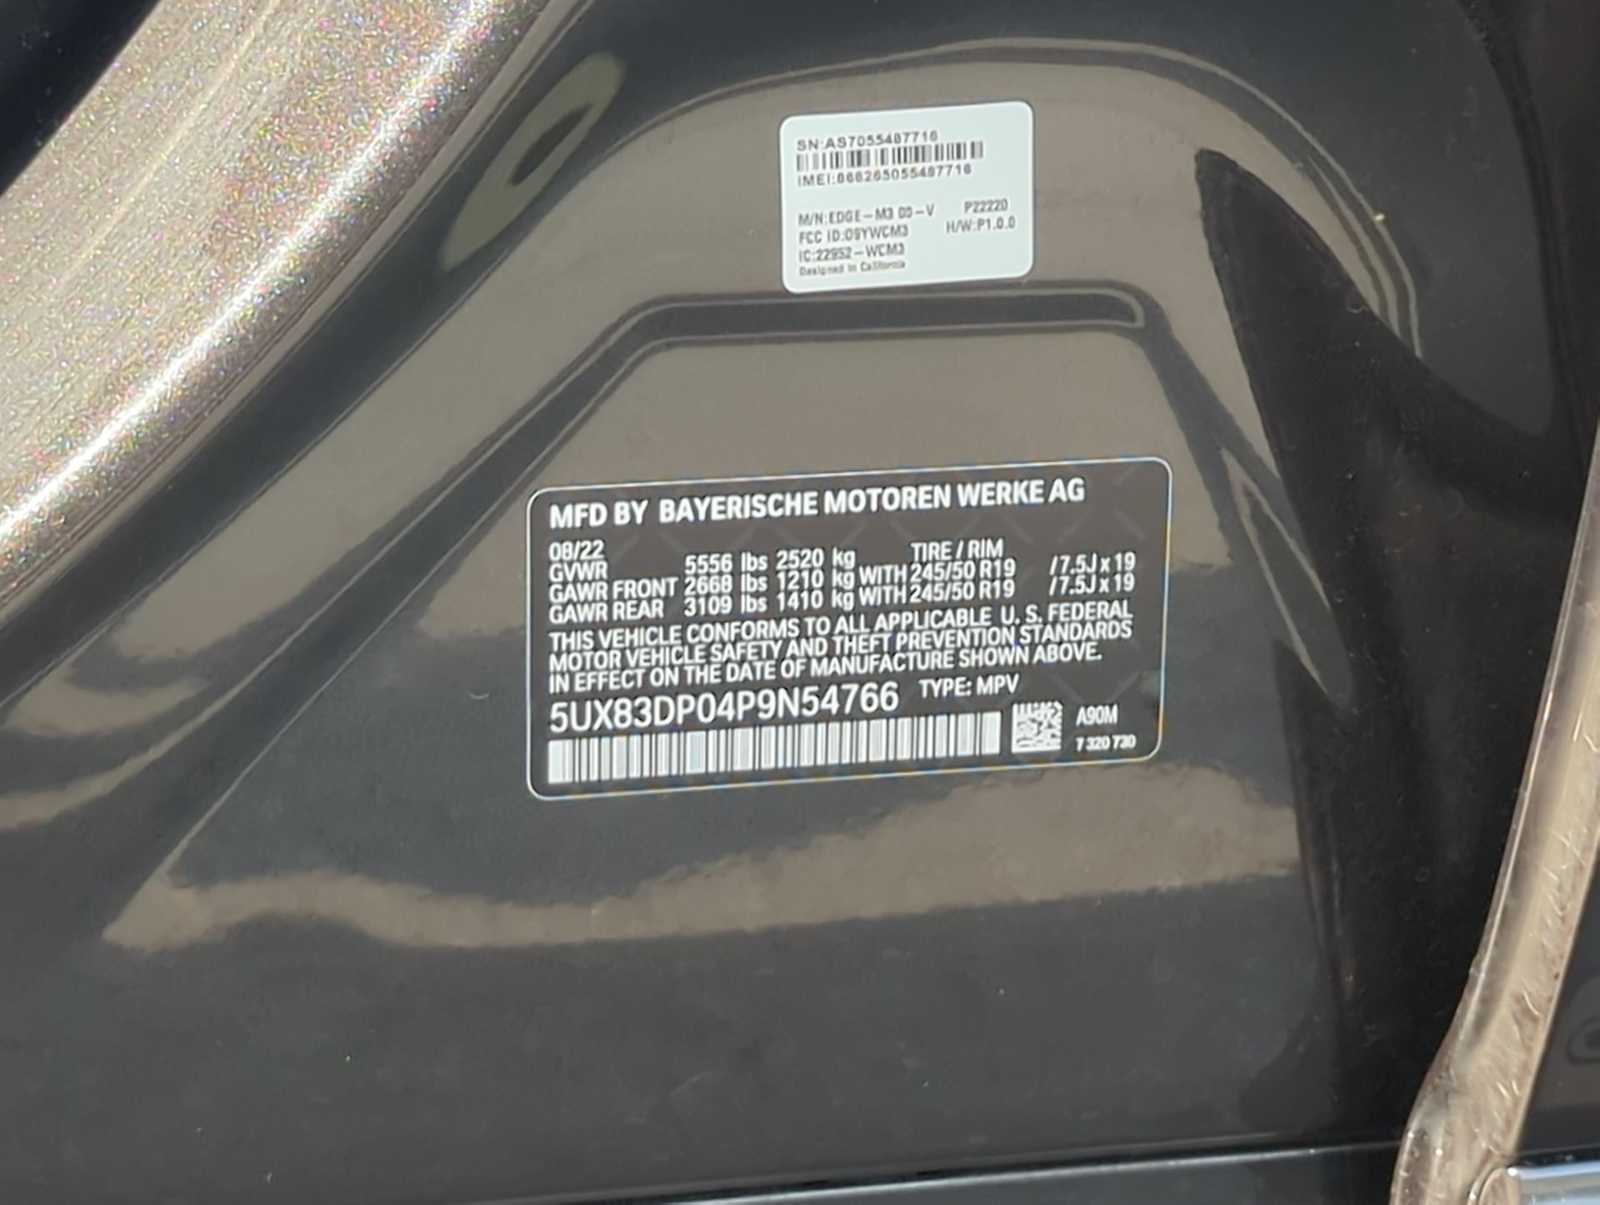 SN:AS7055487716
IMEI:866265055487716
M/N:EDGE-M3 00-V P22220
FCC ID:O9YWCM3 H/W:P1.0.0
IC:22952-WCM3
Designed in California
MFD BY BAYERISCHE MOTOREN WERKE AG
08/22 TIRE / RIM
GVWR 5556 lbs 2520 kg
GAWR FRONT 2668 lbs 1210 kg WITH 245/50 R19 /7.5J x 19
GAWR REAR 3109 lbs 1410 kg WITH 245/50 R19 /7.5J x 19
THIS VEHICLE CONFORMS TO ALL APPLICABLE U. S. FEDERAL
MOTOR VEHICLE SAFETY AND THEFT PREVENTION STANDARDS
IN EFFECT ON THE DATE OF MANUFACTURE SHOWN ABOVE.
5UX83DP04P9N54766 TYPE: MPV
A90M
7 320 730